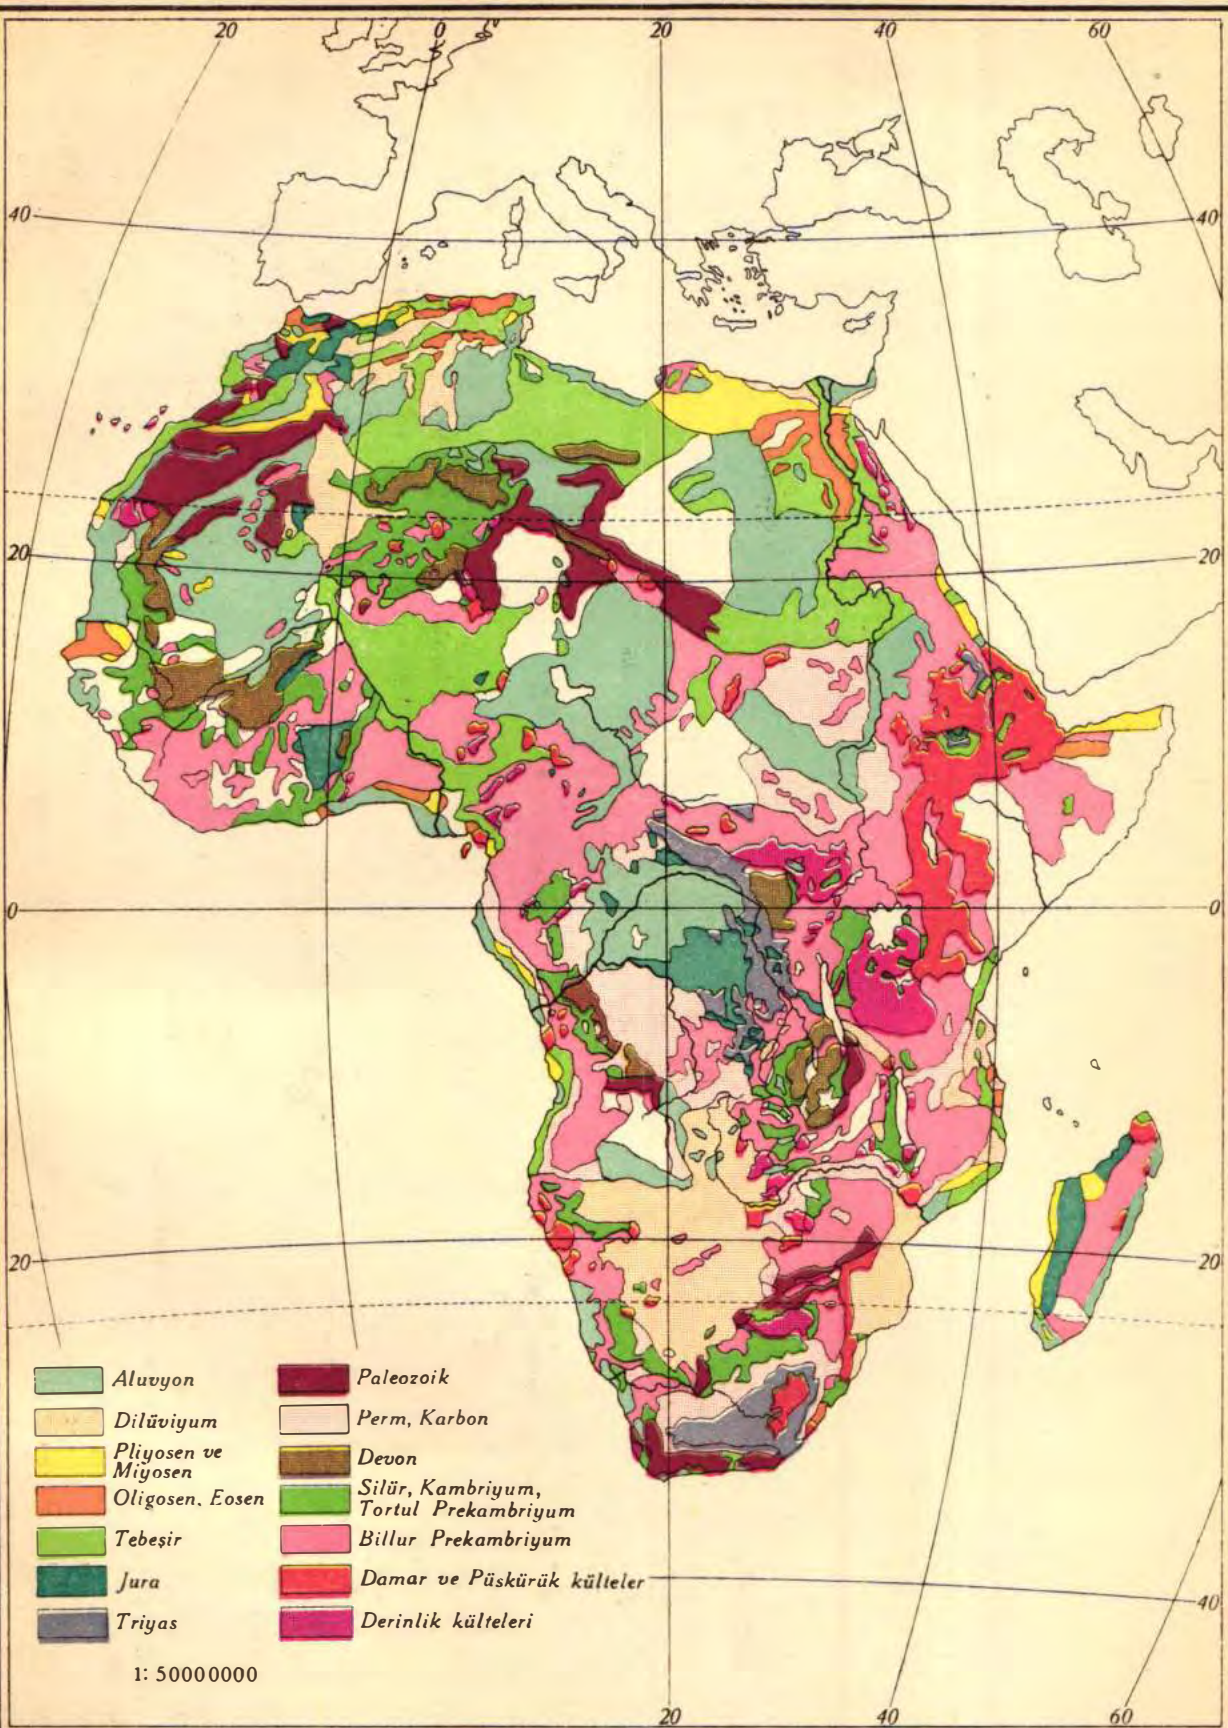 20 0 20 40 60
40 40
20 20
0 0
20 20
Aluvyon
Dilüviyum
Pliyosen ve
Miyosen
Oligosen, Eosen
Tebeşir
Jura
Triyas
1: 50000000
Paleozoik
Perm, Karbon
Devon
Silür, Kambriyum,
Tortul Prekambriyum
Billur Prekambriyum
Damar ve Püskürük külteler
Derinlik külteleri
40
20 40 60